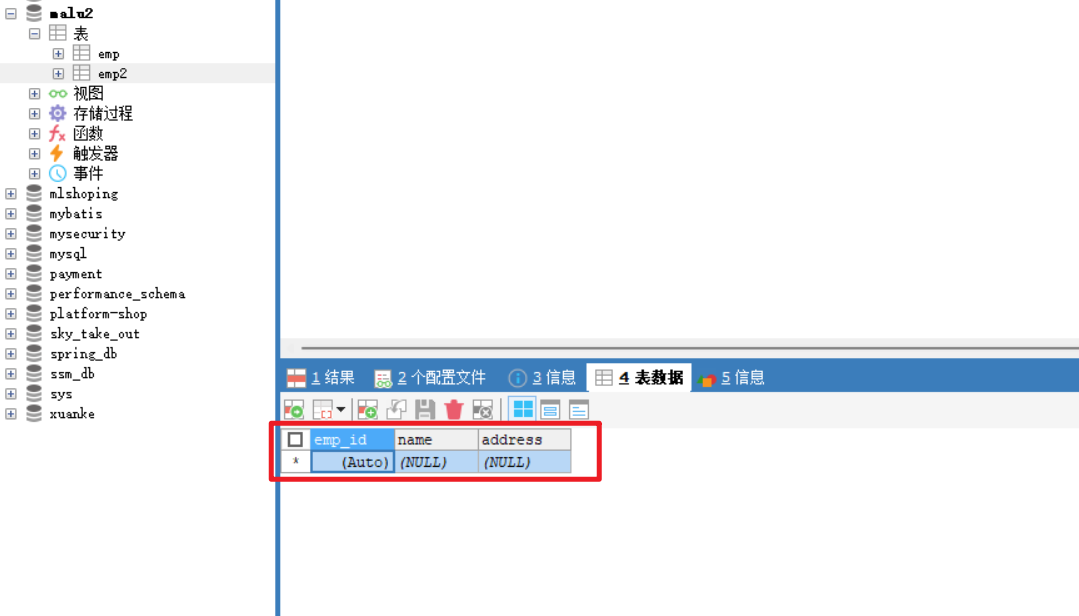 malu2
表
emp
emp2
视图
存储过程
函数
触发器
事件
mlshoping
mybatis
mysecurity
mysql
payment
performance_schema
platform-shop
sky_take_out
spring_db
ssm_db
sys
xuanke
1 结果 2 个配置文件 3 信息 4 表数据 5 信息
emp_id name address
* (Auto) (NULL) (NULL)